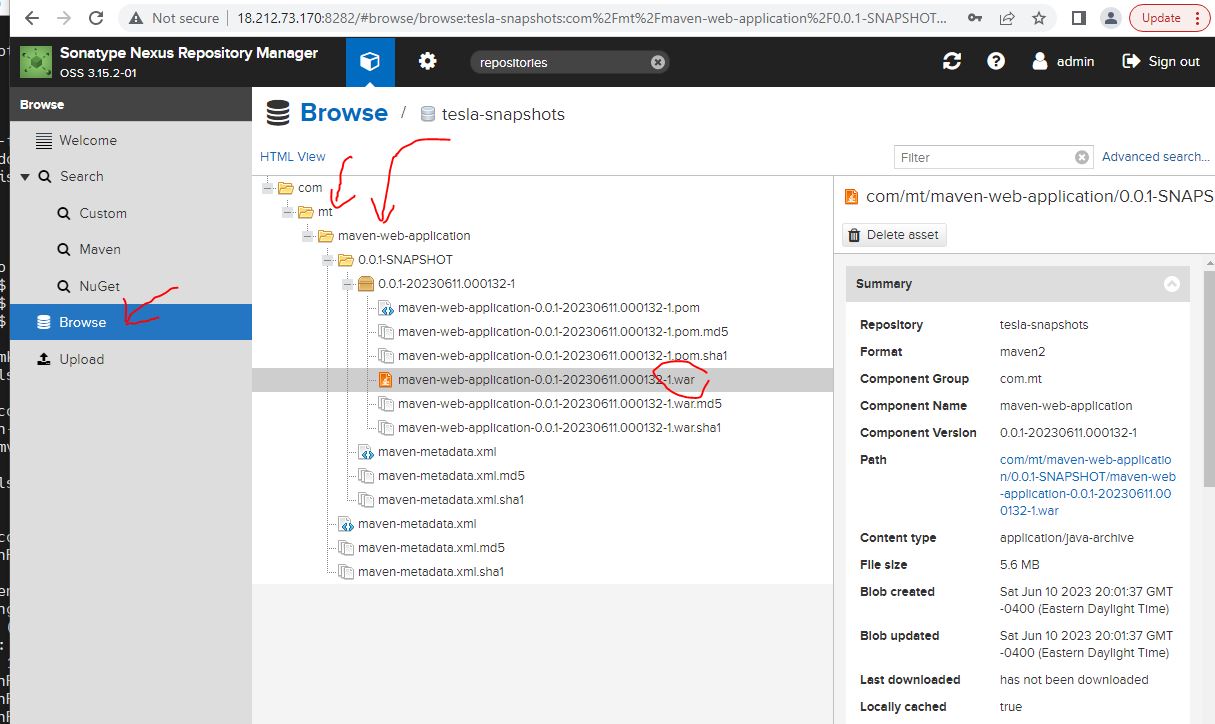 Not secure | 18.212.73.170:8282/#browse/browse:tesla-snapshots:com%2Fmt%2Fmaven-web-application%2F0.0.1-SNAPSHOT...
Update
Sonatype Nexus Repository Manager
OSS 3.15.2-01
repositories
admin
Sign out
Browse
Welcome
Search
Custom
Maven
NuGet
Browse
Upload
Browse / tesla-snapshots
HTML View
Filter
Advanced search...
com
mt
maven-web-application
0.0.1-SNAPSHOT
0.0.1-20230611.000132-1
maven-web-application-0.0.1-20230611.000132-1.pom
maven-web-application-0.0.1-20230611.000132-1.pom.md5
maven-web-application-0.0.1-20230611.000132-1.pom.sha1
maven-web-application-0.0.1-20230611.000132-1.war
maven-web-application-0.0.1-20230611.000132-1.war.md5
maven-web-application-0.0.1-20230611.000132-1.war.sha1
maven-metadata.xml
maven-metadata.xml.md5
maven-metadata.xml.sha1
maven-metadata.xml
maven-metadata.xml.md5
maven-metadata.xml.sha1
com/mt/maven-web-application/0.0.1-SNAPS
Delete asset
Summary
Repository tesla-snapshots
Format maven2
Component Group com.mt
Component Name maven-web-application
Component Version 0.0.1-20230611.000132-1
Path com/mt/maven-web-applicatio
n/0.0.1-SNAPSHOT/maven-web
-application-0.0.1-20230611.00
0132-1.war
Content type application/java-archive
File size 5.6 MB
Blob created Sat Jun 10 2023 20:01:37 GMT
-0400 (Eastern Daylight Time)
Blob updated Sat Jun 10 2023 20:01:37 GMT
-0400 (Eastern Daylight Time)
Last downloaded has not been downloaded
Locally cached true